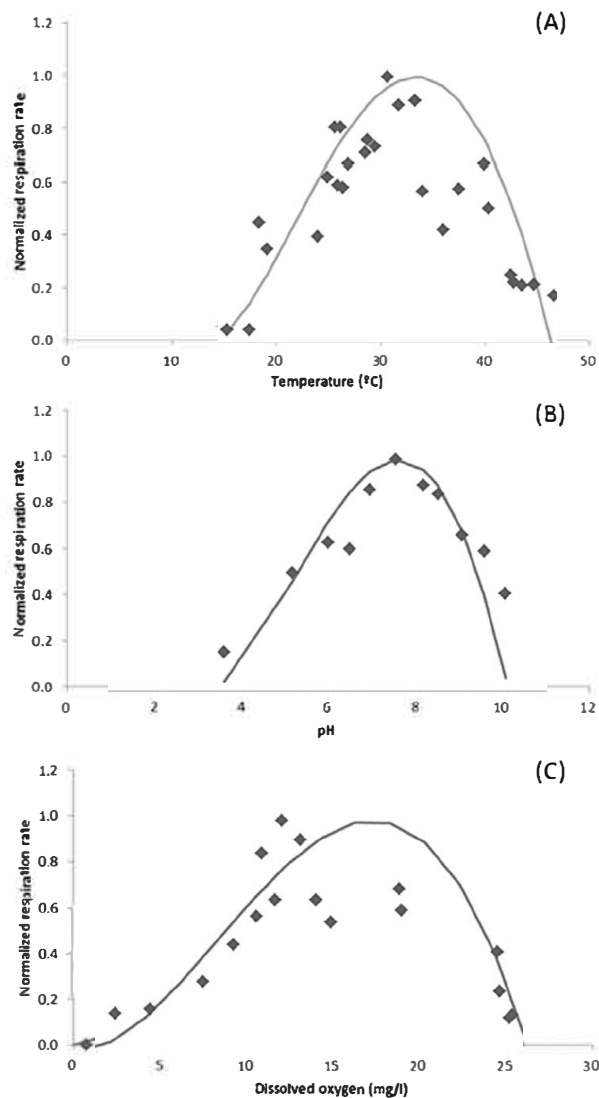 (A)
Normalized respiration rate
1.2
1.0
0.8
0.6
0.4
0.2
0.0
0 10 20 30 40 50
Temperature (ºC)
(B)
Normalized respiration rate
1.2
1.0
0.8
0.6
0.4
0.2
0.0
0 2 4 6 8 10 12
pH
(C)
Normalized respiration rate
1.2
1.0
0.8
0.6
0.4
0.2
0.0
0 5 10 15 20 25 30
Dissolved oxygen (mg/l)